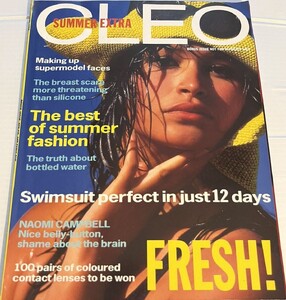 CLEO
SUMMER EXTRA
Making up
supermodel faces
The breast scare
more threatening
than silicone
The best
of summer
fashion
The truth about
bottled water
Swimsuit perfect in just 12 days
NAOMI CAMPBELL
Nice belly-button,
shame about the brain
100 pairs of coloured
contact lenses to be won
FRESH!